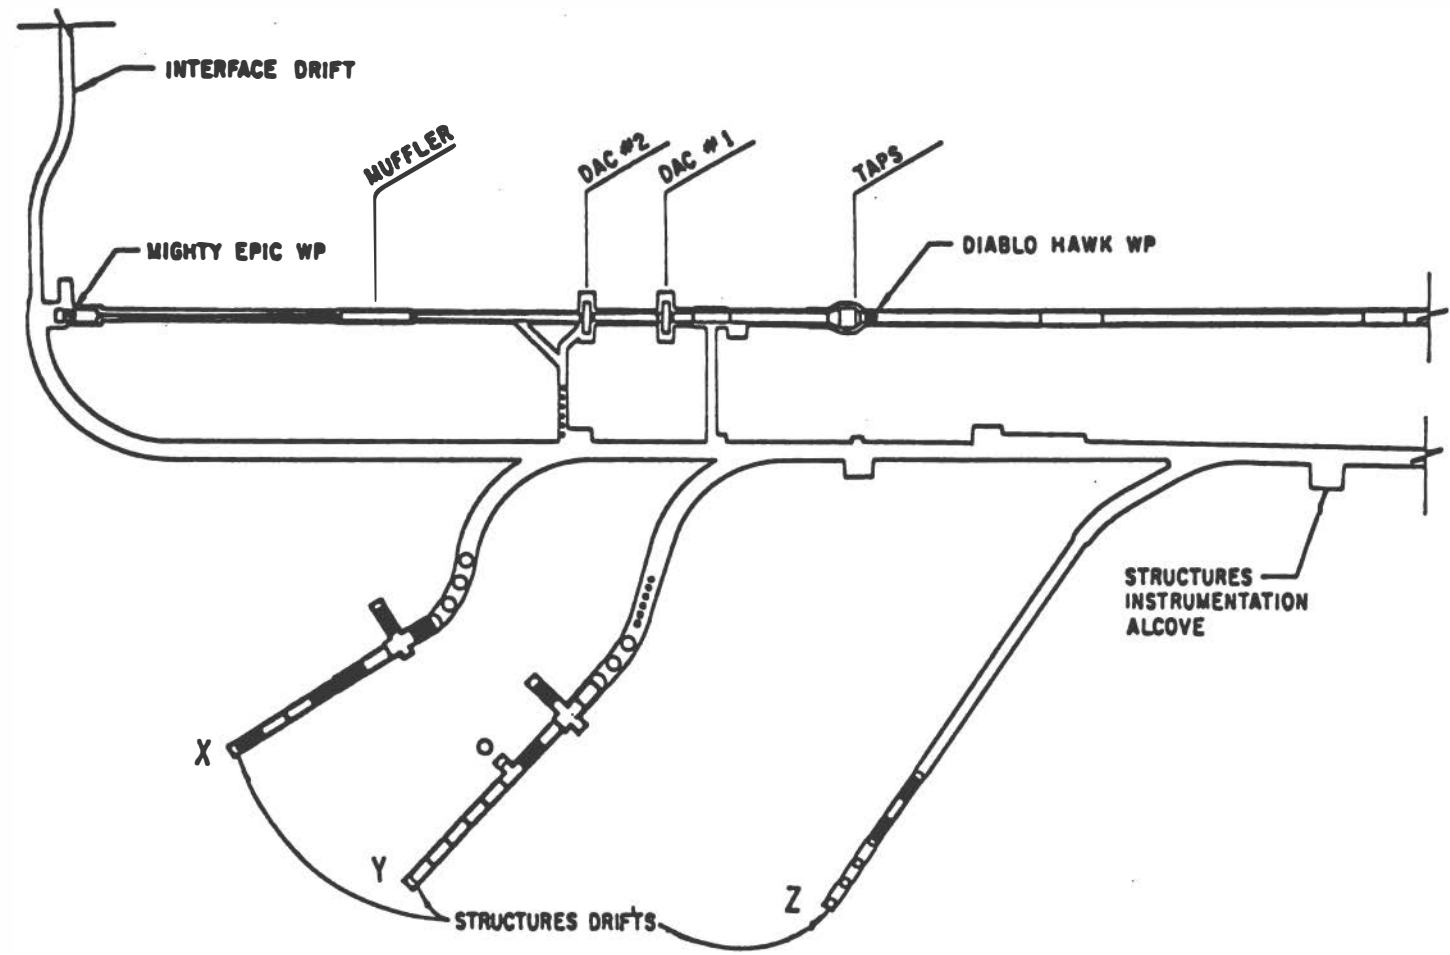 INTERFACE DRIFT
MUFFLER
DAC #2
DAC #1
TAPS
MIGHTY EPIC WP
DIABLO HAWK WP
STRUCTURES
INSTRUMENTATION
ALCOVE
X
Y
Z
STRUCTURES DRIFTS